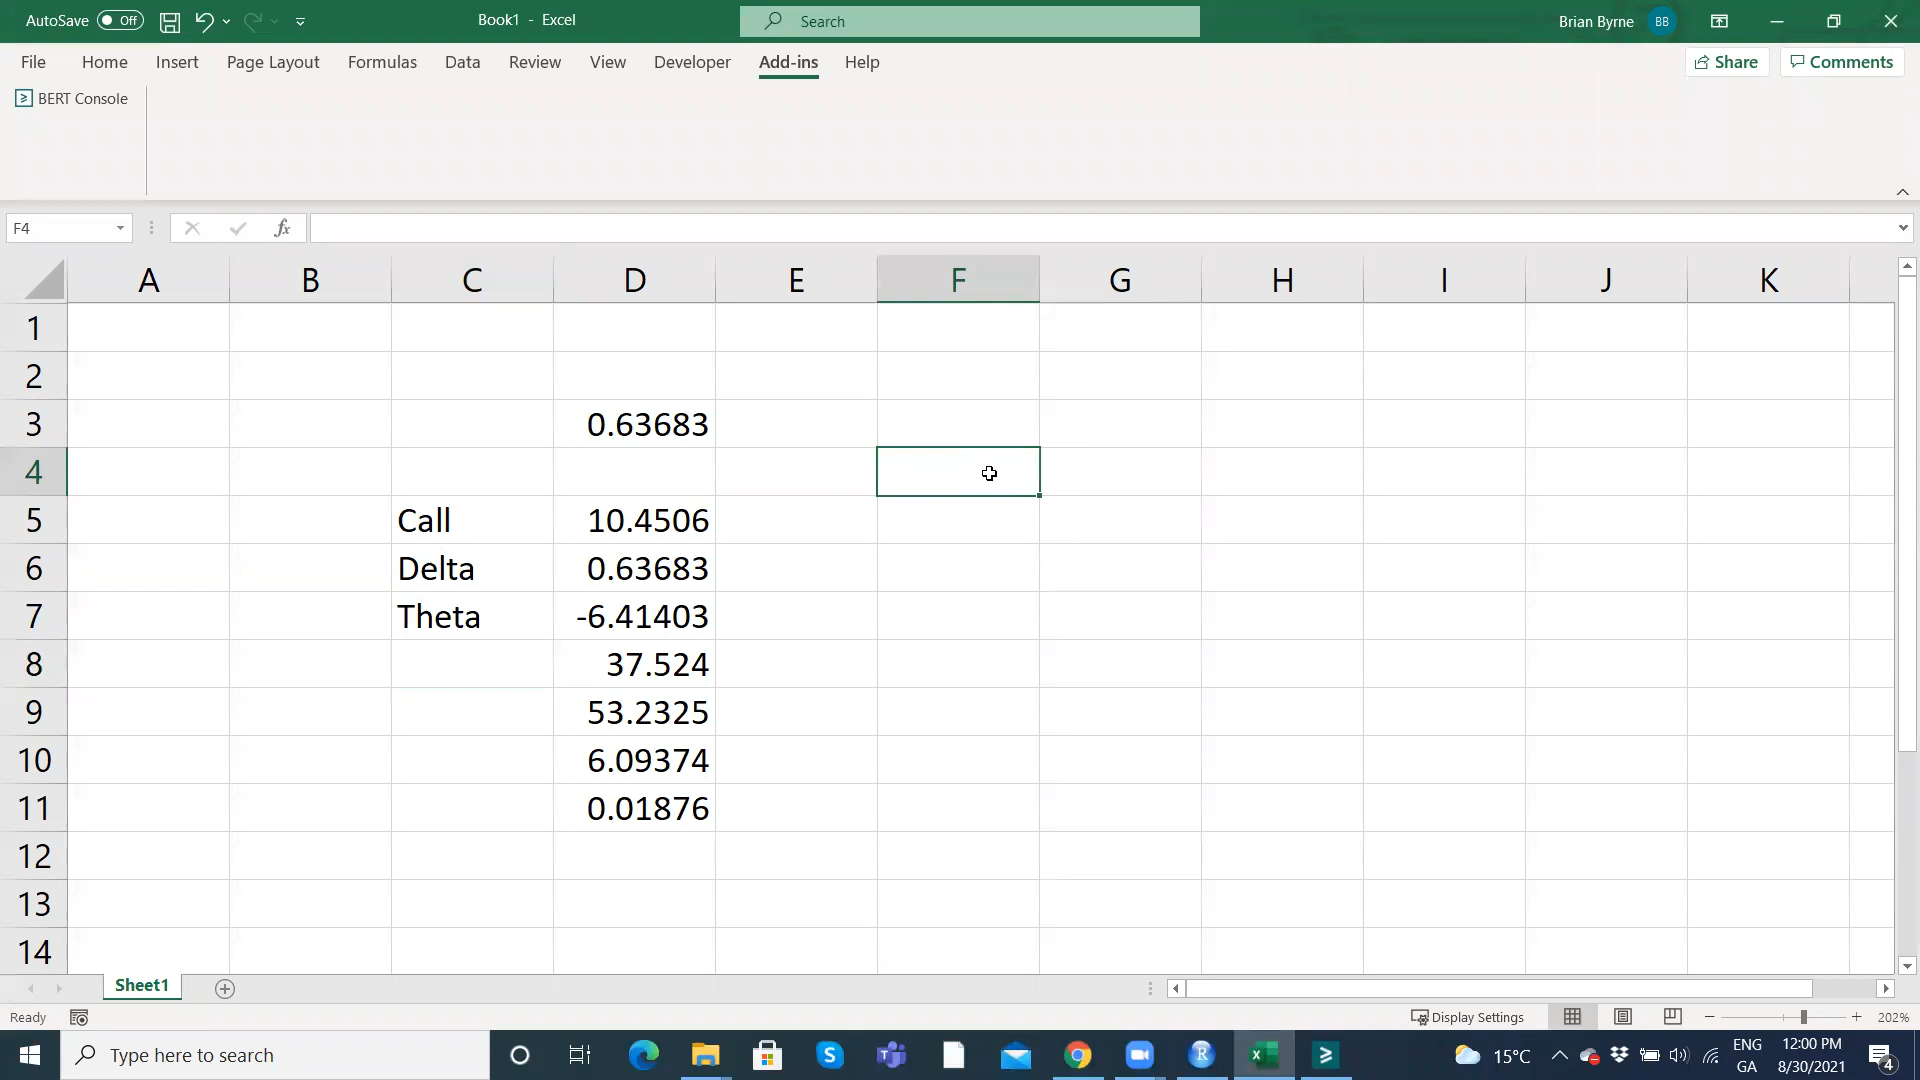 AutoSave Off
Book1 - Excel
Search
Brian Byrne BB
File Home Insert Page Layout Formulas Data Review View Developer Add-ins Help
Share Comments
BERT Console
F4
fx
A B C D E F G H I J K
1
2
3 0.63683
4
5 Call 10.4506
6 Delta 0.63683
7 Theta -6.41403
8 37.524
9 53.2325
10 6.09374
11 0.01876
12
13
14
Sheet1
Ready
Display Settings
202%
Type here to search
15°C
ENG
GA
12:00 PM
8/30/2021
4